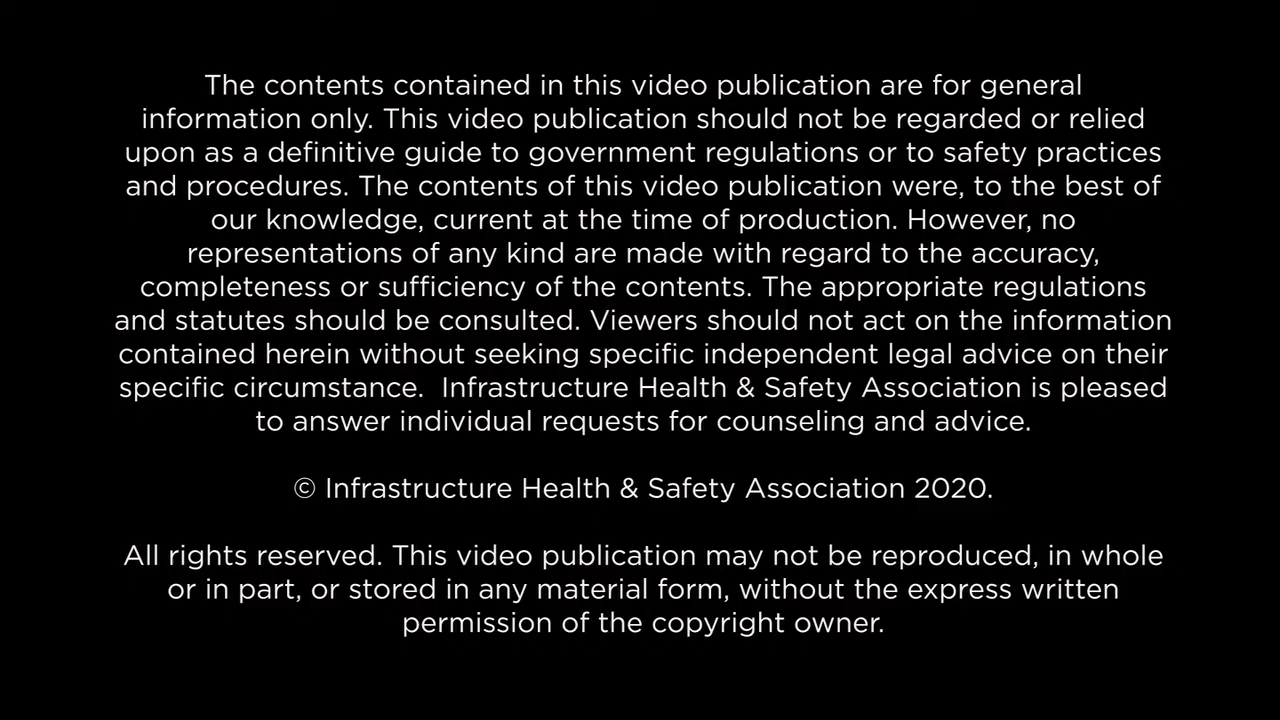 The contents contained in this video publication are for general
information only. This video publication should not be regarded or relied
upon as a definitive guide to government regulations or to safety practices
and procedures. The contents of this video publication were, to the best of
our knowledge, current at the time of production. However, no
representations of any kind are made with regard to the accuracy,
completeness or sufficiency of the contents. The appropriate regulations
and statutes should be consulted. Viewers should not act on the information
contained herein without seeking specific independent legal advice on their
specific circumstance.  Infrastructure Health & Safety Association is pleased
to answer individual requests for counseling and advice.
© Infrastructure Health & Safety Association 2020.
All rights reserved. This video publication may not be reproduced, in whole
or in part, or stored in any material form, without the express written
permission of the copyright owner.